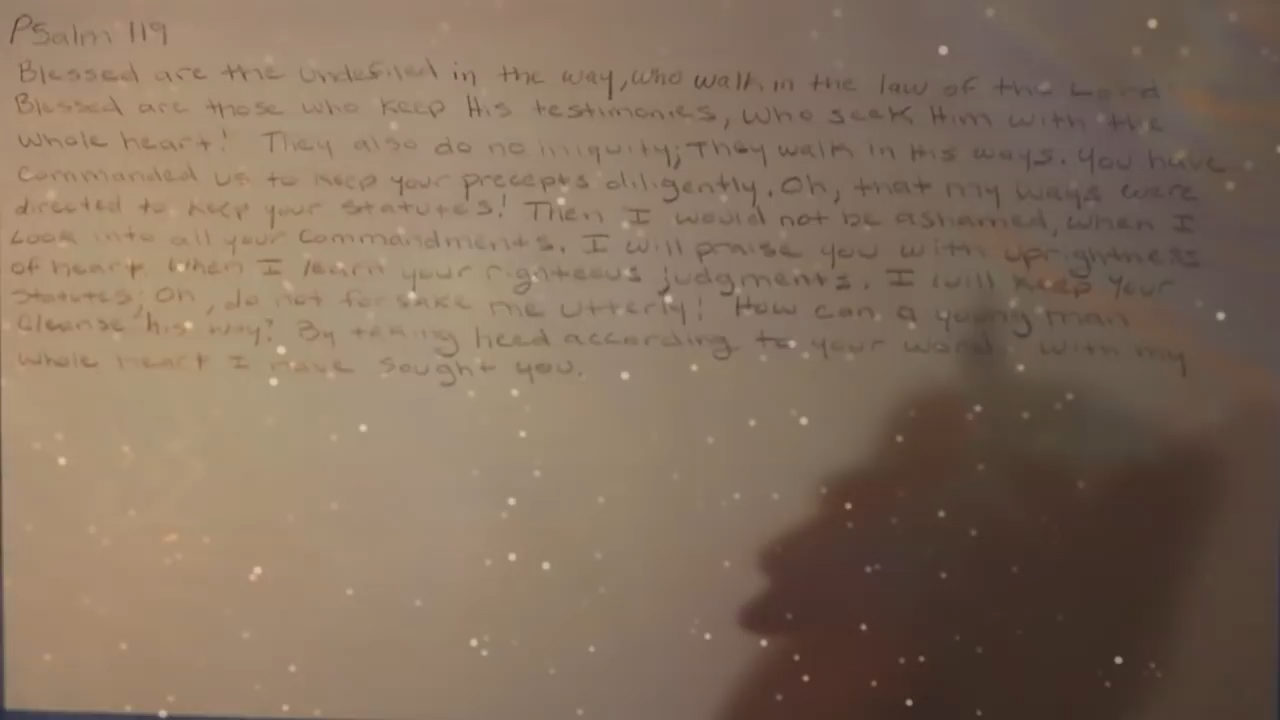 Psalm 119
Blessed are the undefiled in the way, who walk in the law of the Lord
Blessed are those who keep His testimonies, who seek Him with the
whole heart! They also do no iniquity; They walk in His ways. You have
commanded us to keep your precepts diligently. Oh, that my ways were
directed to keep your statutes! Then I would not be ashamed, when I
Look into all your commandments. I will praise you with uprightness
of heart, when I learn your righteous judgments. I will keep your
statutes; Oh, do not forsake me utterly! How can a young man
cleanse his way? By taking heed according to your word. with my
whole heart I have sought you.